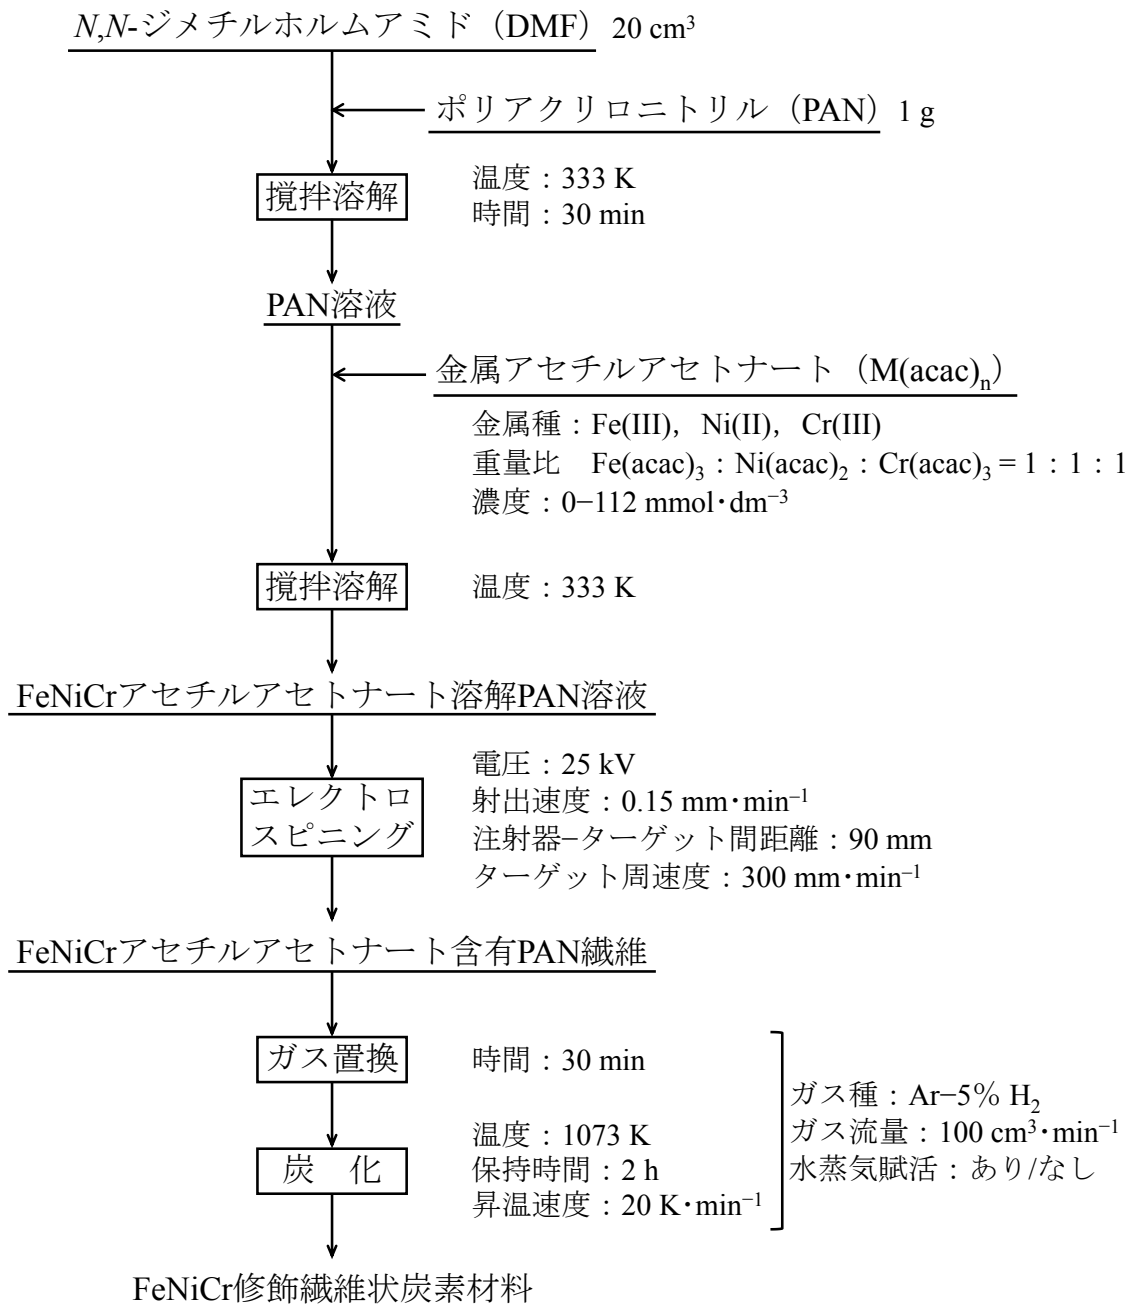 N,N-ジメチルホルムアミド（DMF）20 cm³
ポリアクリロニトリル（PAN）1 g
撹拌溶解
温度：333 K
時間：30 min
PAN溶液
金属アセチルアセトナート（M(acac)ₙ）
金属種：Fe(III)，Ni(II)，Cr(III)
重量比　Fe(acac)₃：Ni(acac)₂：Cr(acac)₃ = 1：1：1
濃度：0−112 mmol･dm⁻³
撹拌溶解
温度：333 K
FeNiCrアセチルアセトナート溶解PAN溶液
エレクトロ
スピニング
電圧：25 kV
射出速度：0.15 mm･min⁻¹
注射器−ターゲット間距離：90 mm
ターゲット周速度：300 mm･min⁻¹
FeNiCrアセチルアセトナート含有PAN繊維
ガス置換
時間：30 min
炭　化
温度：1073 K
保持時間：2 h
昇温速度：20 K･min⁻¹
ガス種：Ar−5% H₂
ガス流量：100 cm³･min⁻¹
水蒸気賦活：あり/なし
FeNiCr修飾繊維状炭素材料